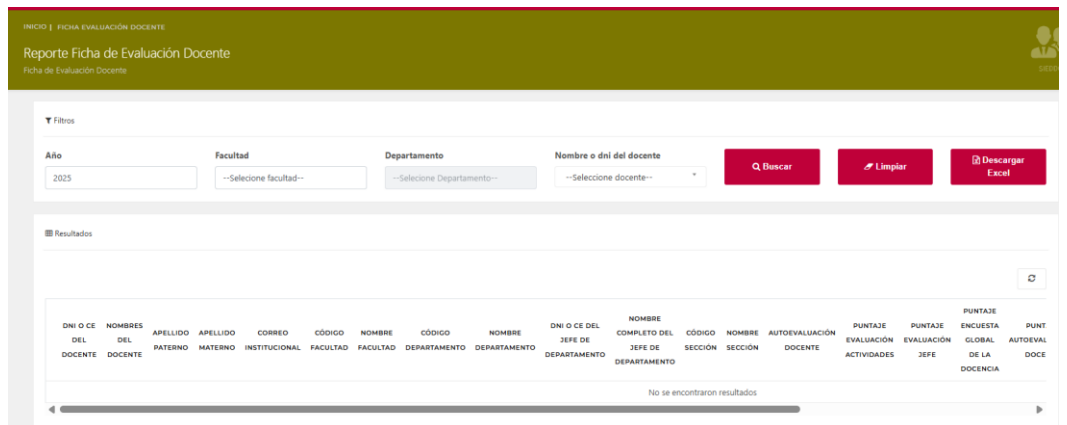 INICIO | FICHA EVALUACIÓN DOCENTE
Reporte Ficha de Evaluación Docente
Ficha de Evaluación Docente
Filtros
Año
Facultad
Departamento
Nombre o dni del docente
2025
--Selecione facultad--
--Selecione Departamento--
--Seleccione docente--
Buscar
Limpiar
Descargar
Excel
Resultados
DNI O CE
DEL
DOCENTE
NOMBRES
DEL
DOCENTE
APELLIDO
PATERNO
APELLIDO
MATERNO
CORREO
INSTITUCIONAL
CÓDIGO
FACULTAD
NOMBRE
FACULTAD
CÓDIGO
DEPARTAMENTO
NOMBRE
DEPARTAMENTO
DNI O CE DEL
JEFE DE
DEPARTAMENTO
NOMBRE
COMPLETO DEL
JEFE DE
DEPARTAMENTO
CÓDIGO
SECCIÓN
NOMBRE
SECCIÓN
AUTOEVALUACIÓN
DOCENTE
PUNTAJE
EVALUACIÓN
ACTIVIDADES
PUNTAJE
EVALUACIÓN
JEFE
PUNTAJE
ENCUESTA
GLOBAL
DE LA
DOCENCIA
PUNT
AUTOEVAL
DOCE
No se encontraron resultados